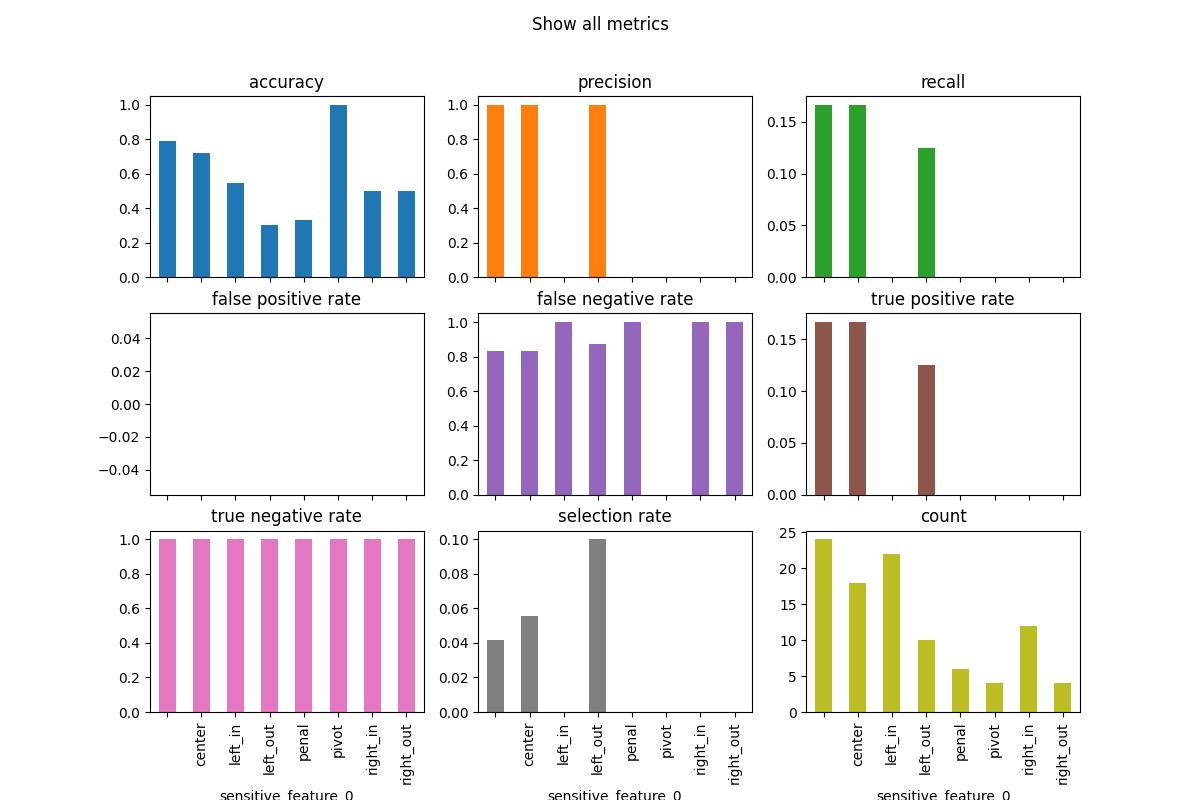 Show all metrics
accuracy
precision
recall
1.0
0.8
0.6
0.4
0.2
0.0
1.0
0.8
0.6
0.4
0.2
0.0
0.15
0.10
0.05
0.00
false positive rate
false negative rate
true positive rate
0.04
0.02
0.00
−0.02
−0.04
1.0
0.8
0.6
0.4
0.2
0.0
0.15
0.10
0.05
0.00
true negative rate
selection rate
count
1.0
0.8
0.6
0.4
0.2
0.0
0.10
0.08
0.06
0.04
0.02
0.00
25
20
15
10
5
0
center
left_in
left_out
penal
pivot
right_in
right_out
center
left_in
left_out
penal
pivot
right_in
right_out
center
left_in
left_out
penal
pivot
right_in
right_out
sensitive_feature_0
sensitive_feature_0
sensitive_feature_0